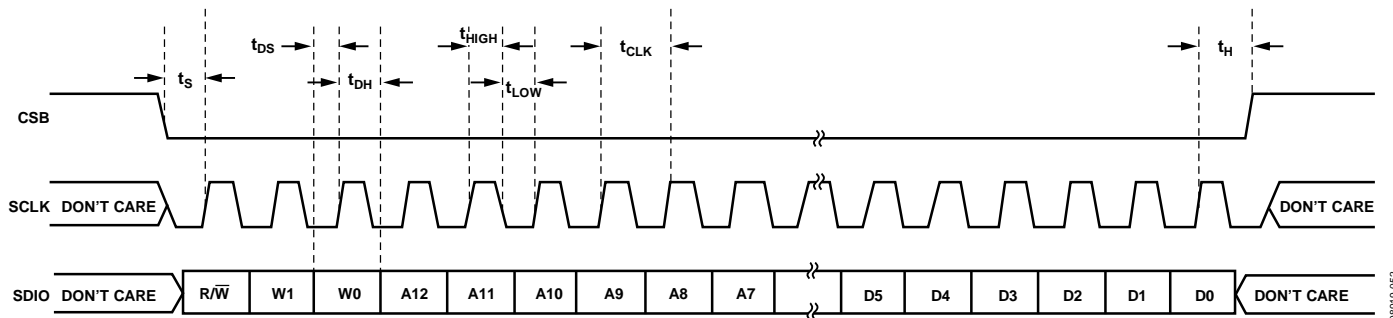 tDS
tHIGH
tCLK
tH
tS
tDH
tLOW
CSB
SCLK DON'T CARE
DON'T CARE
SDIO DON'T CARE
R/W̅
W1
W0
A12
A11
A10
A9
A8
A7
D5
D4
D3
D2
D1
D0
DON'T CARE